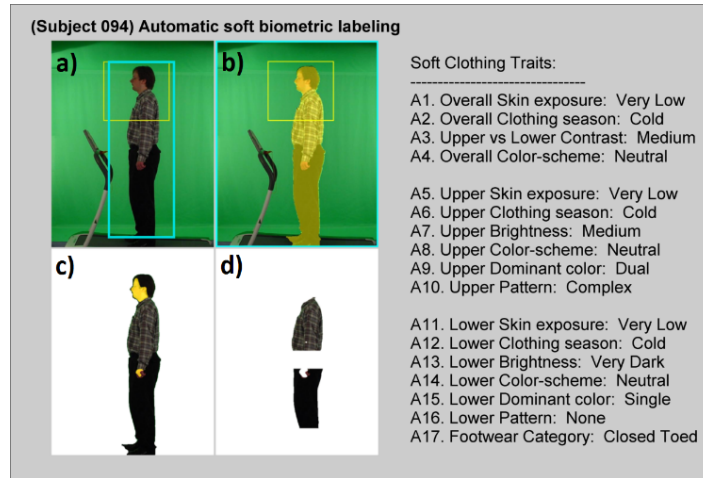 (Subject 094) Automatic soft biometric labeling
a)
b)
c)
d)
Soft Clothing Traits:
---------------------------------
A1. Overall Skin exposure: Very Low
A2. Overall Clothing season: Cold
A3. Upper vs Lower Contrast: Medium
A4. Overall Color-scheme: Neutral
A5. Upper Skin exposure: Very Low
A6. Upper Clothing season: Cold
A7. Upper Brightness: Medium
A8. Upper Color-scheme: Neutral
A9. Upper Dominant color: Dual
A10. Upper Pattern: Complex
A11. Lower Skin exposure: Very Low
A12. Lower Clothing season: Cold
A13. Lower Brightness: Very Dark
A14. Lower Color-scheme: Neutral
A15. Lower Dominant color: Single
A16. Lower Pattern: None
A17. Footwear Category: Closed Toed